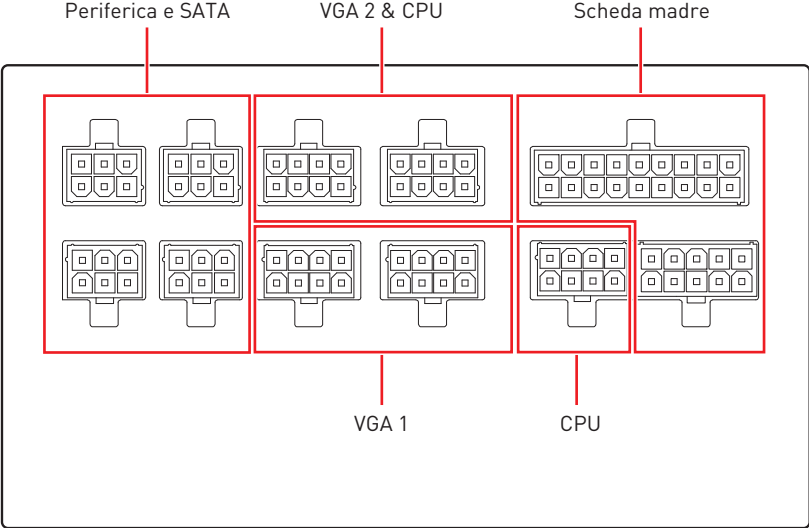 Periferica e SATA
VGA 2 & CPU
Scheda madre
VGA 1
CPU